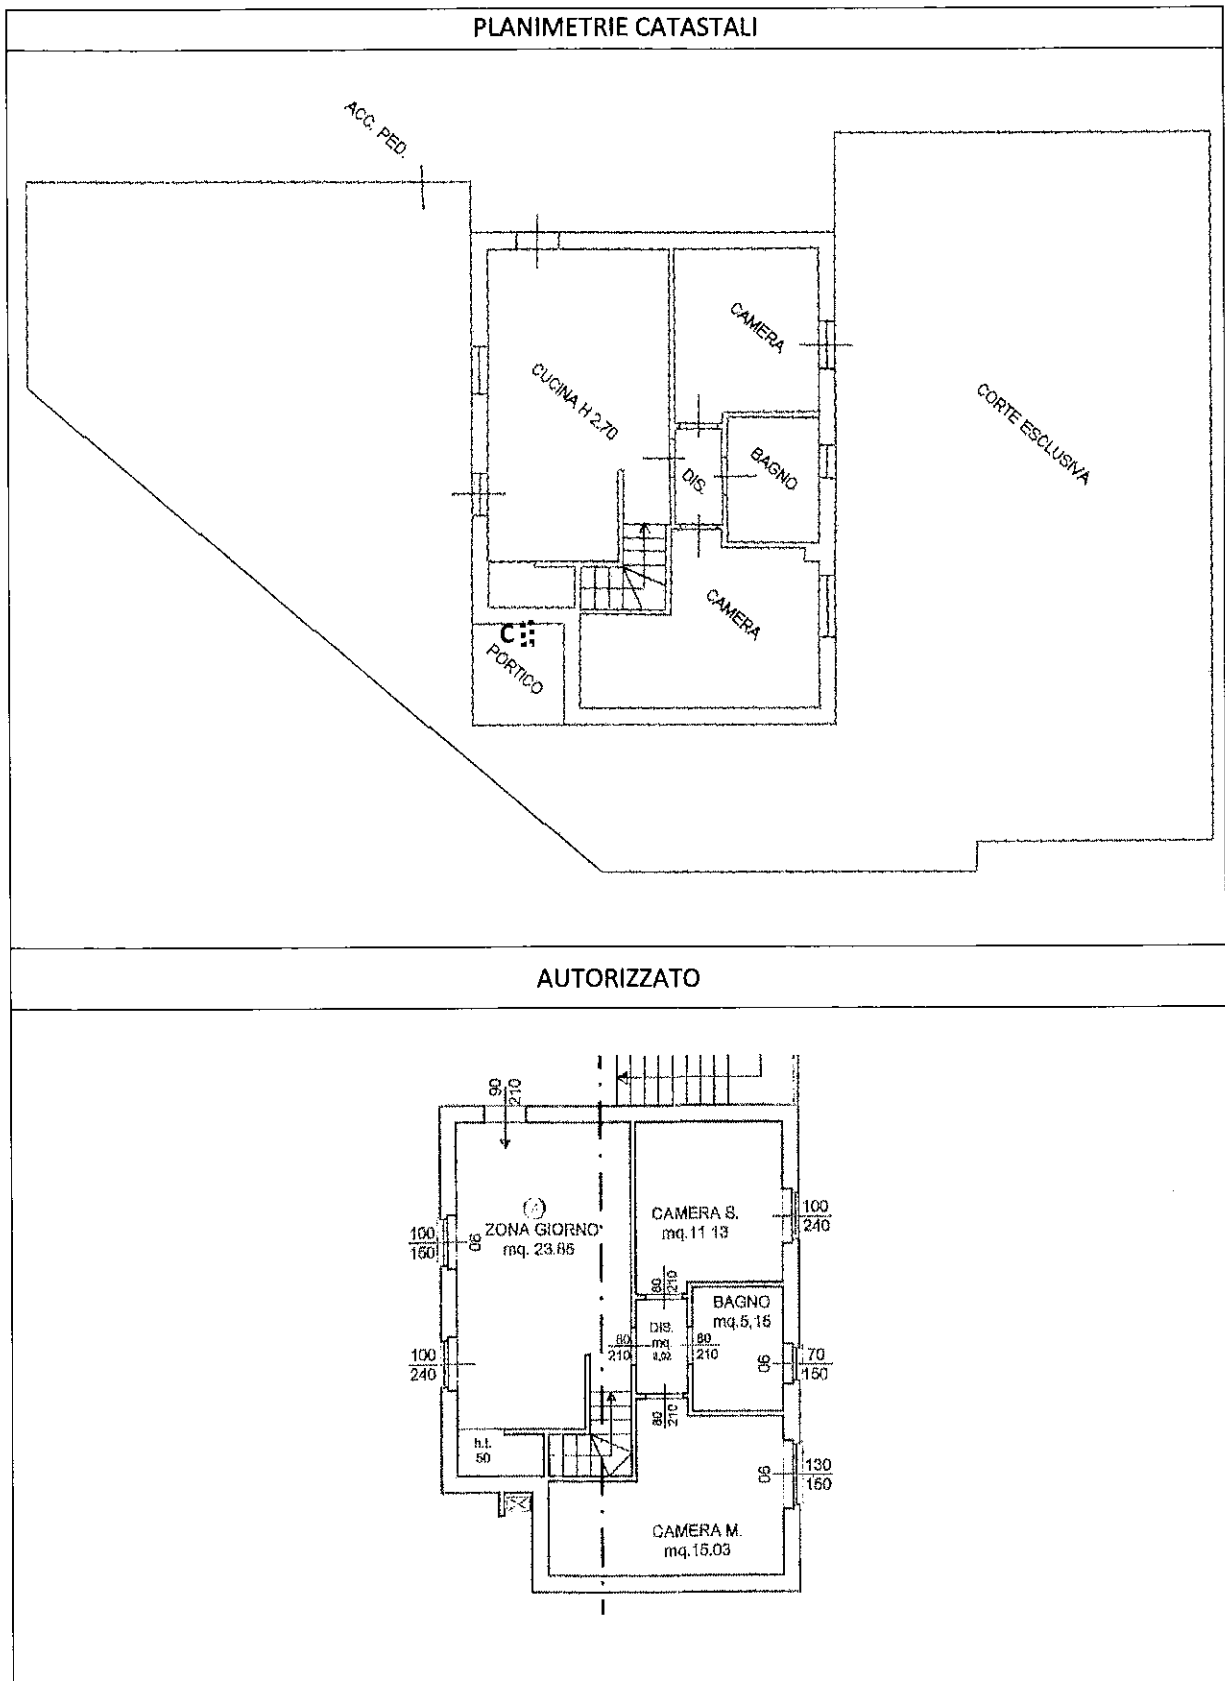 PLANIMETRIE CATASTALI
ACC. PED.
CAMERA
CUCINA H 2.70
CORTE ESCLUSIVA
BAGNO
DIS.
CAMERA
C
PORTICO
AUTORIZZATO
90
210
ZONA GIORNO
mq. 23.85
CAMERA S.
mq.11 13
100
240
100
150
90
80
210
BAGNO
mq.5,15
DIS.
mq.
80
210
80
210
100
240
90
70
150
80
210
h.t.
50
90
130
150
CAMERA M.
mq.15.03